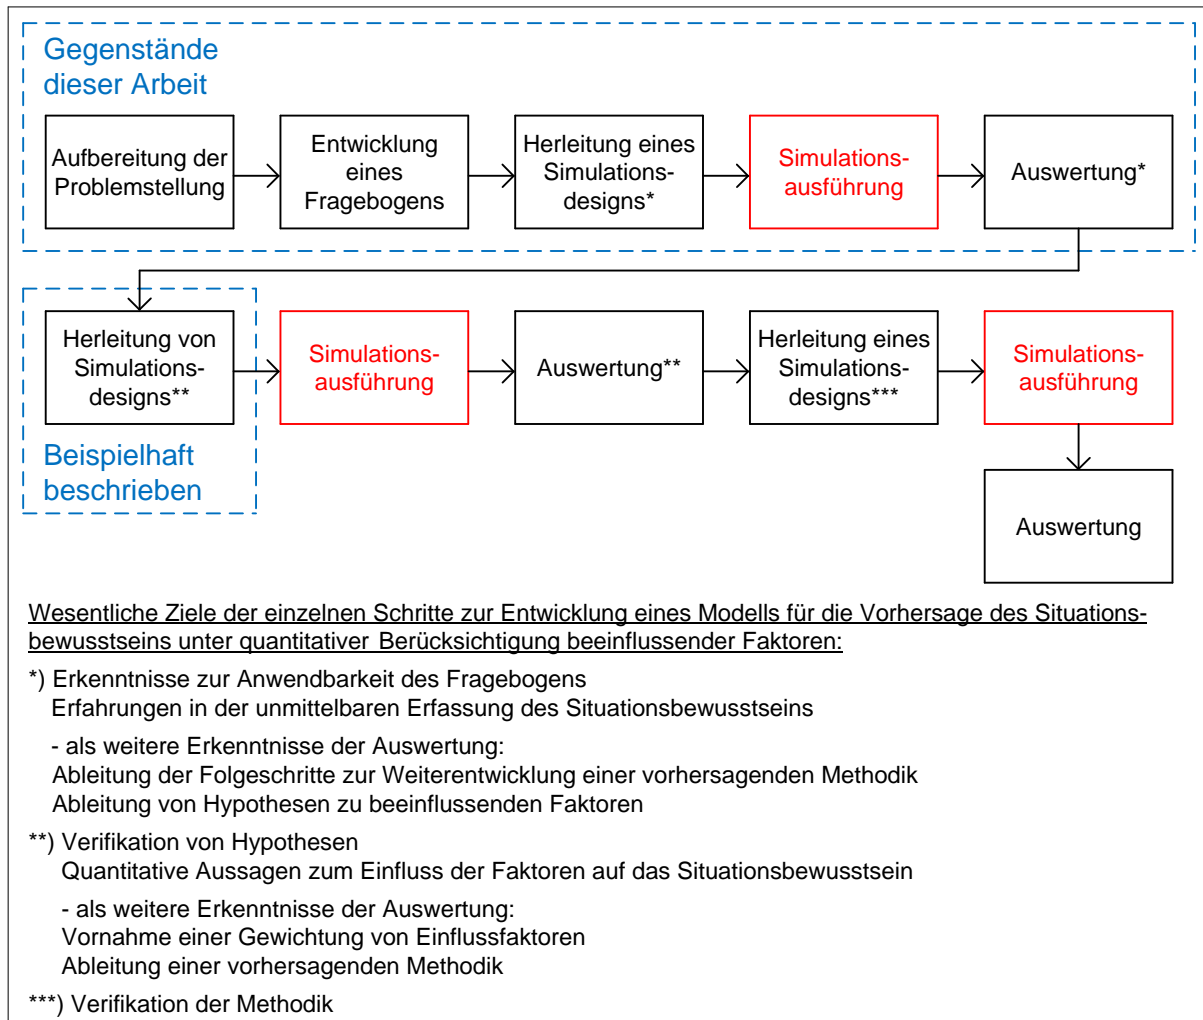 Gegenstände
dieser Arbeit
Aufbereitung der
Problemstellung
Entwicklung
eines
Fragebogens
Herleitung eines
Simulations-
designs*
Simulations-
ausführung
Auswertung*
Herleitung von
Simulations-
designs**
Simulations-
ausführung
Auswertung**
Herleitung eines
Simulations-
designs***
Simulations-
ausführung
Beispielhaft
beschrieben
Auswertung
Wesentliche Ziele der einzelnen Schritte zur Entwicklung eines Modells für die Vorhersage des Situations-
bewusstseins unter quantitativer Berücksichtigung beeinflussender Faktoren:
*) Erkenntnisse zur Anwendbarkeit des Fragebogens
Erfahrungen in der unmittelbaren Erfassung des Situationsbewusstseins
- als weitere Erkenntnisse der Auswertung:
Ableitung der Folgeschritte zur Weiterentwicklung einer vorhersagenden Methodik
Ableitung von Hypothesen zu beeinflussenden Faktoren
**) Verifikation von Hypothesen
Quantitative Aussagen zum Einfluss der Faktoren auf das Situationsbewusstsein
- als weitere Erkenntnisse der Auswertung:
Vornahme einer Gewichtung von Einflussfaktoren
Ableitung einer vorhersagenden Methodik
***) Verifikation der Methodik